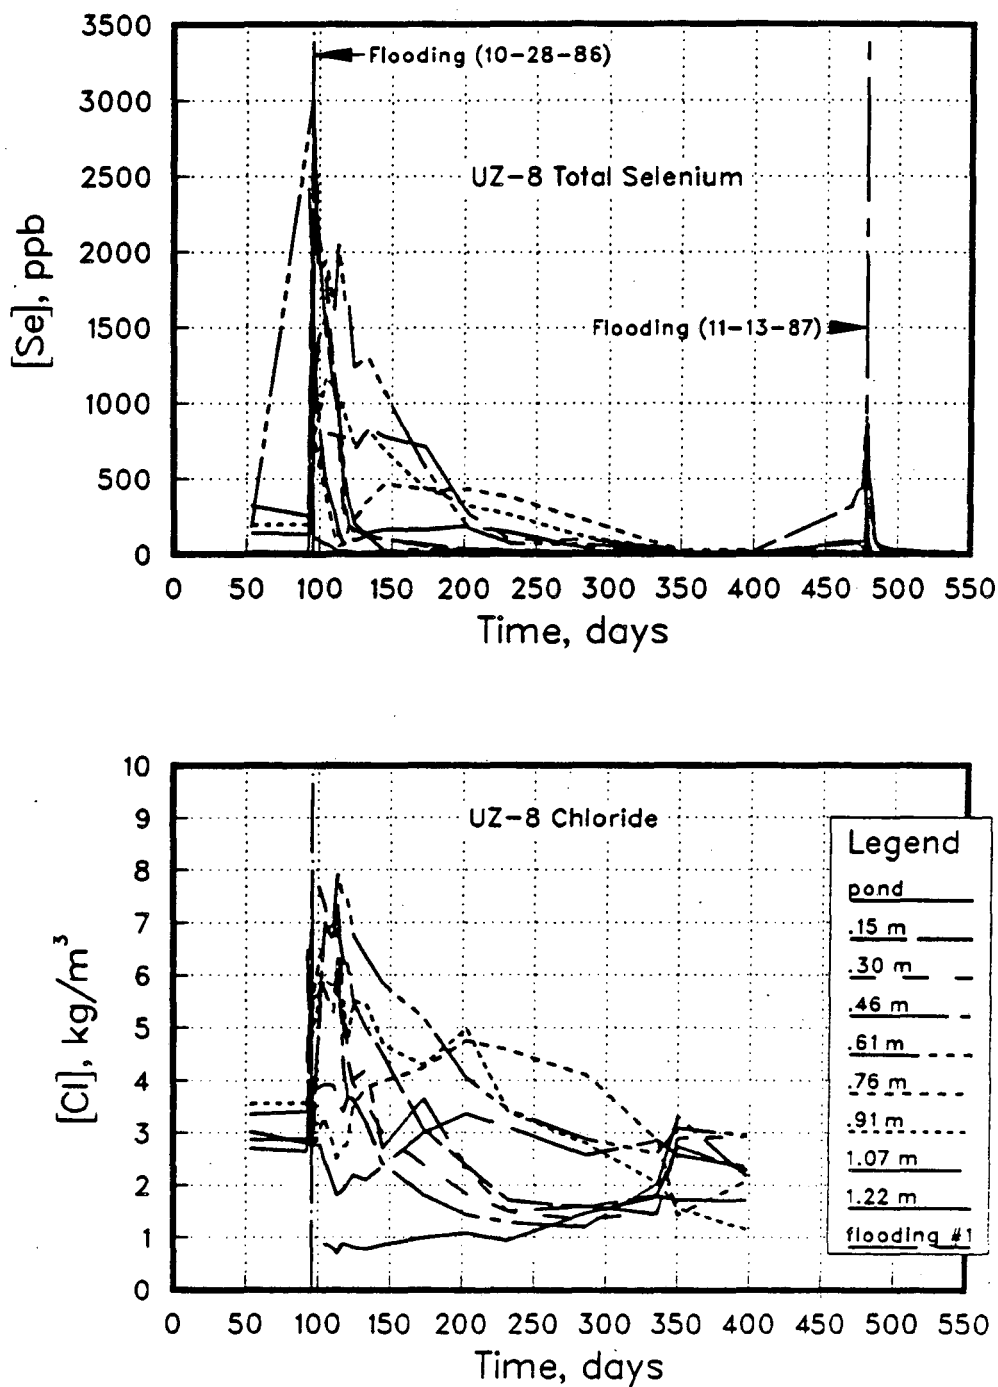 3500
3000
2500
2000
1500
1000
500
0
[Se], ppb
Flooding (10-28-86)
UZ-8 Total Selenium
Flooding (11-13-87)
0 50 100 150 200 250 300 350 400 450 500 550
Time, days
10
9
8
7
6
5
4
3
2
1
0
[Cl], kg/m³
UZ-8 Chloride
Legend
pond
.15 m
.30 m
.46 m
.61 m
.76 m
.91 m
1.07 m
1.22 m
flooding #1
0 50 100 150 200 250 300 350 400 450 500 550
Time, days